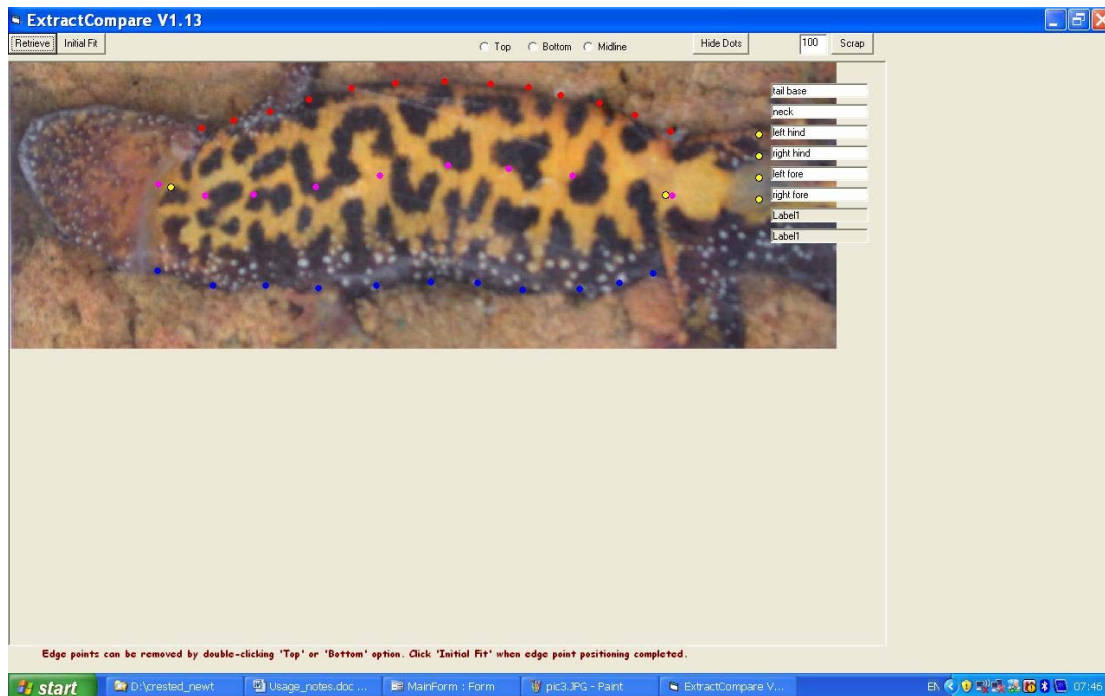 ExtractCompare V1.13
Retrieve Initial Fit Top Bottom Midline Hide Dots 100 Scrap
tail base
neck
left hind
right hind
left fore
right fore
Label1
Label1
Edge points can be removed by double-clicking 'Top' or 'Bottom' option. Click 'Initial Fit' when edge point positioning completed.
start D:\crested_newt Usage_notes.doc ... MainForm : Form pic3.JPG - Paint ExtractCompare V... EN 07:46